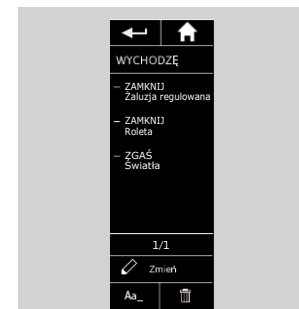 WYCHODZĘ
– ZAMKNIJ
Żaluzja regulowana
– ZAMKNIJ
Roleta
– ZGAŚ
Światła
1/1
Zmień
Aa_